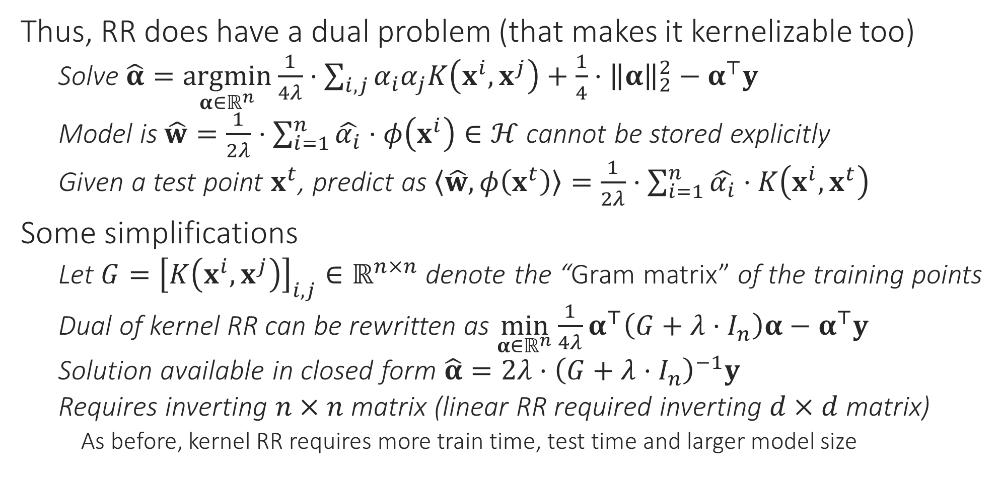 Thus, RR does have a dual problem (that makes it kernelizable too)
Solve $\hat{\boldsymbol{\alpha}} = \underset{\boldsymbol{\alpha} \in \mathbb{R}^n}{\operatorname{argmin}} \frac{1}{4\lambda} \cdot \sum_{i,j} \alpha_i \alpha_j K(\mathbf{x}^i, \mathbf{x}^j) + \frac{1}{4} \cdot \|\boldsymbol{\alpha}\|_2^2 - \boldsymbol{\alpha}^\top \mathbf{y}$
Model is $\hat{\mathbf{w}} = \frac{1}{2\lambda} \cdot \sum_{i=1}^n \hat{\alpha}_i \cdot \phi(\mathbf{x}^i) \in \mathcal{H}$ cannot be stored explicitly
Given a test point $\mathbf{x}^t$, predict as $\langle \hat{\mathbf{w}}, \phi(\mathbf{x}^t) \rangle = \frac{1}{2\lambda} \cdot \sum_{i=1}^n \hat{\alpha}_i \cdot K(\mathbf{x}^i, \mathbf{x}^t)$
Some simplifications
Let $G = [K(\mathbf{x}^i, \mathbf{x}^j)]_{i,j} \in \mathbb{R}^{n \times n}$ denote the “Gram matrix” of the training points
Dual of kernel RR can be rewritten as $\underset{\boldsymbol{\alpha} \in \mathbb{R}^n}{\min} \frac{1}{4\lambda} \boldsymbol{\alpha}^\top (G + \lambda \cdot I_n) \boldsymbol{\alpha} - \boldsymbol{\alpha}^\top \mathbf{y}$
Solution available in closed form $\hat{\boldsymbol{\alpha}} = 2\lambda \cdot (G + \lambda \cdot I_n)^{-1} \mathbf{y}$
Requires inverting $n \times n$ matrix (linear RR required inverting $d \times d$ matrix)
As before, kernel RR requires more train time, test time and larger model size